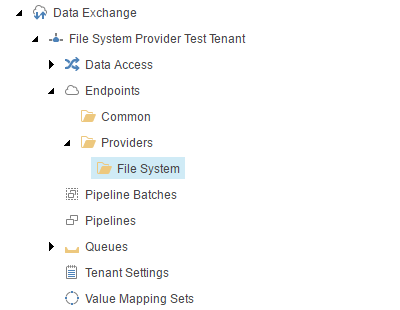 Data Exchange
File System Provider Test Tenant
Data Access
Endpoints
Common
Providers
File System
Pipeline Batches
Pipelines
Queues
Tenant Settings
Value Mapping Sets